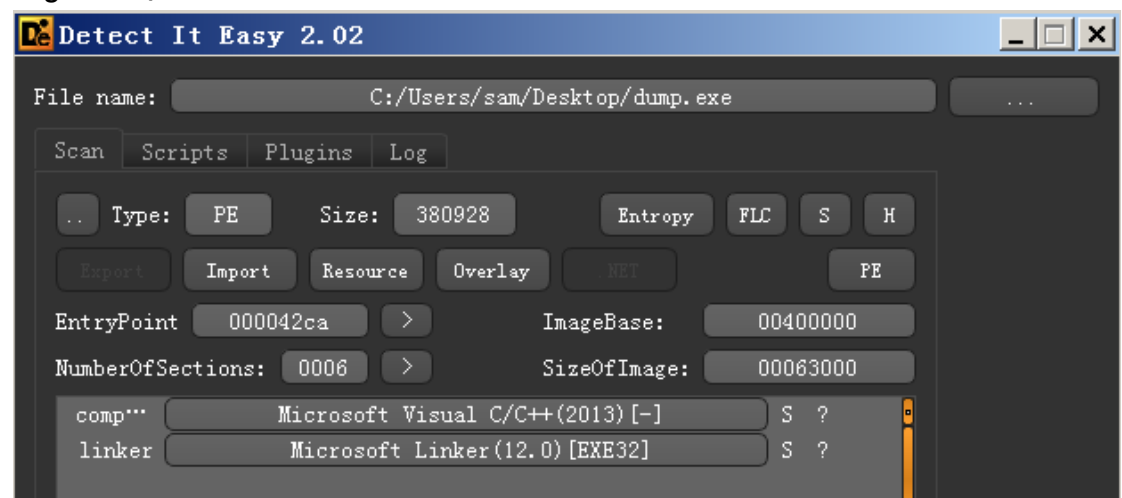 Detect It Easy 2.02
File name: C:/Users/sam/Desktop/dump.exe ...
Scan Scripts Plugins Log
.. Type: PE Size: 380928 Entropy FLC S H
Export Import Resource Overlay .NET PE
EntryPoint 000042ca > ImageBase: 00400000
NumberOfSections: 0006 > SizeOfImage: 00063000
comp… Microsoft Visual C/C++(2013)[-] S ?
linker Microsoft Linker(12.0)[EXE32] S ?